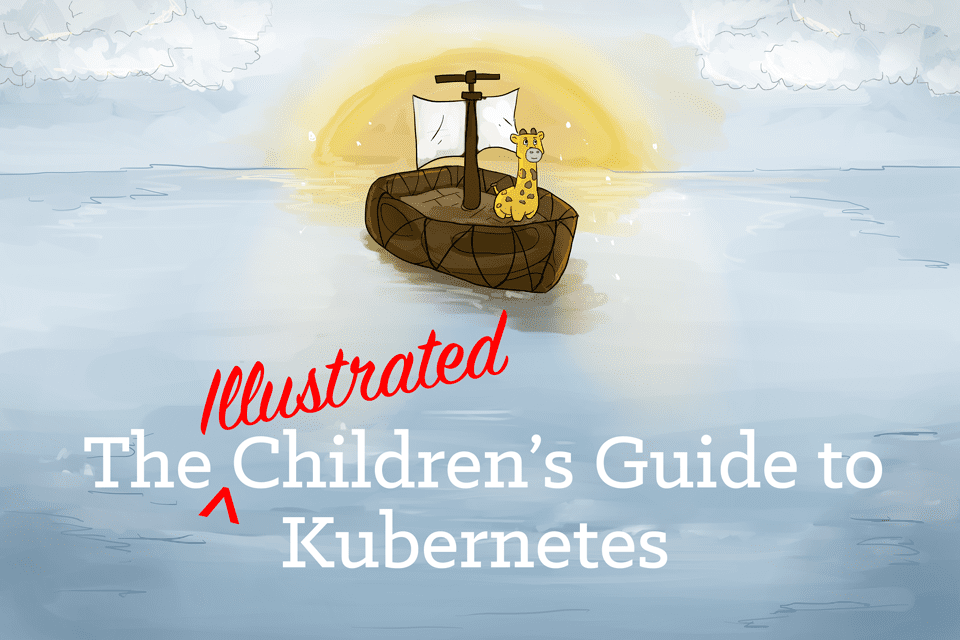 Illustrated
The ^ Children’s Guide to
Kubernetes